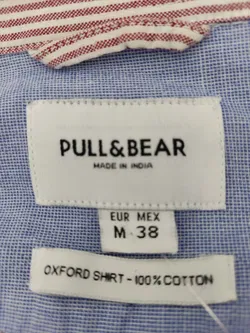 PULL&BEAR
MADE IN INDIA
EUR MEX
M 38
OXFORD SHIRT - 100% COTTON